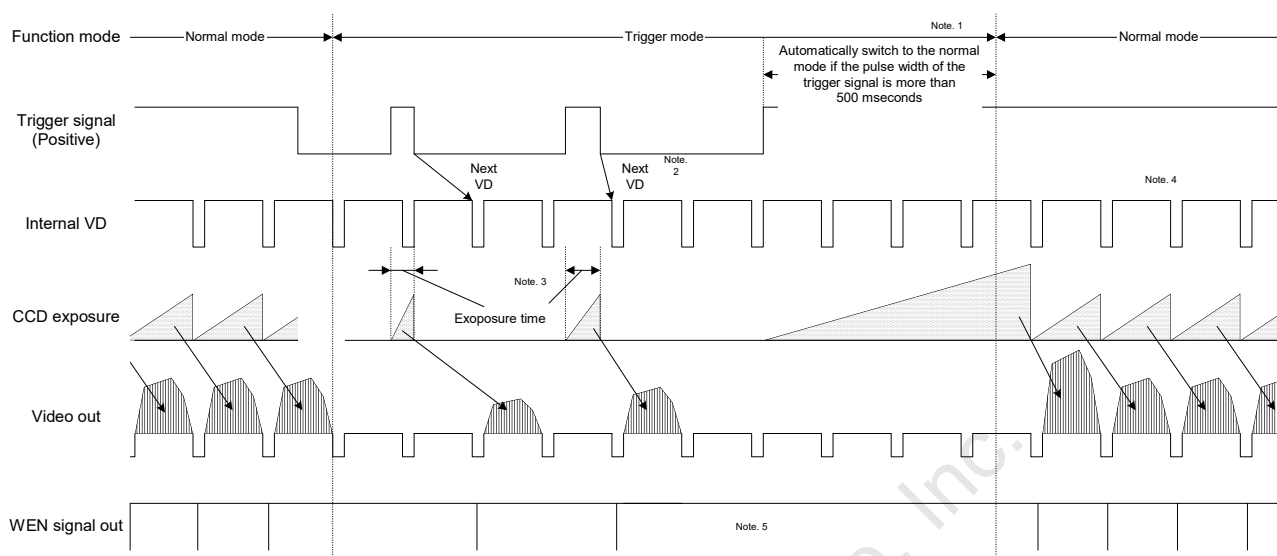 Function mode
Normal mode
Trigger mode
Note. 1
Normal mode
Automatically switch to the normal
mode if the pulse width of the
trigger signal is more than
500 mseconds
Trigger signal
(Positive)
Next
VD
Next
VD
Note.
2
Note. 4
Internal VD
Note. 3
CCD exposure
Exoposure time
Video out
WEN signal out
Note. 5
Inc.